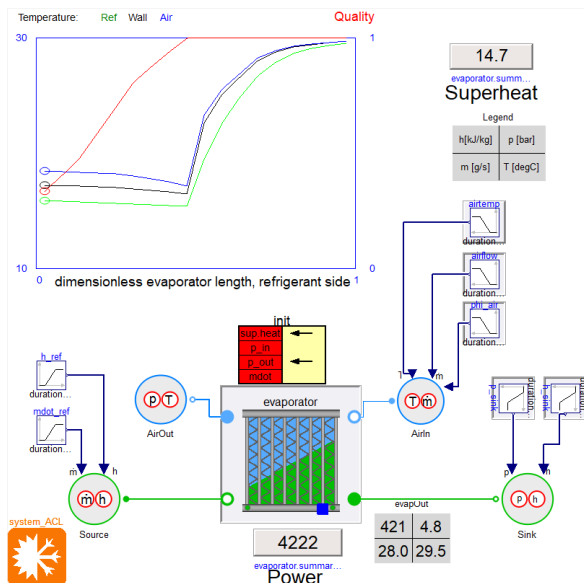 Temperature: Ref Wall Air Quality
30
1
10
0
0
dimensionless evaporator length, refrigerant side
1
14.7
evaporator.summ...
Superheat
Legend
h[kJ/kg] p [bar]
m [g/s] T [degC]
airtemp
duration...
airflow
duration...
phi_air
duration...
init
sup.heat
p_in
p_out
mdot
h_ref
duration...
mdot_ref
duration...
p T
AirOut
evaporator
T ṁ
AirIn
T
m
p_sink
duration...
h_sink
duration...
m
h
p
h
ṁ h
Source
p h
Sink
evapOut
421 4.8
28.0 29.5
system_ACL
4222
evaporator.summar...
Power